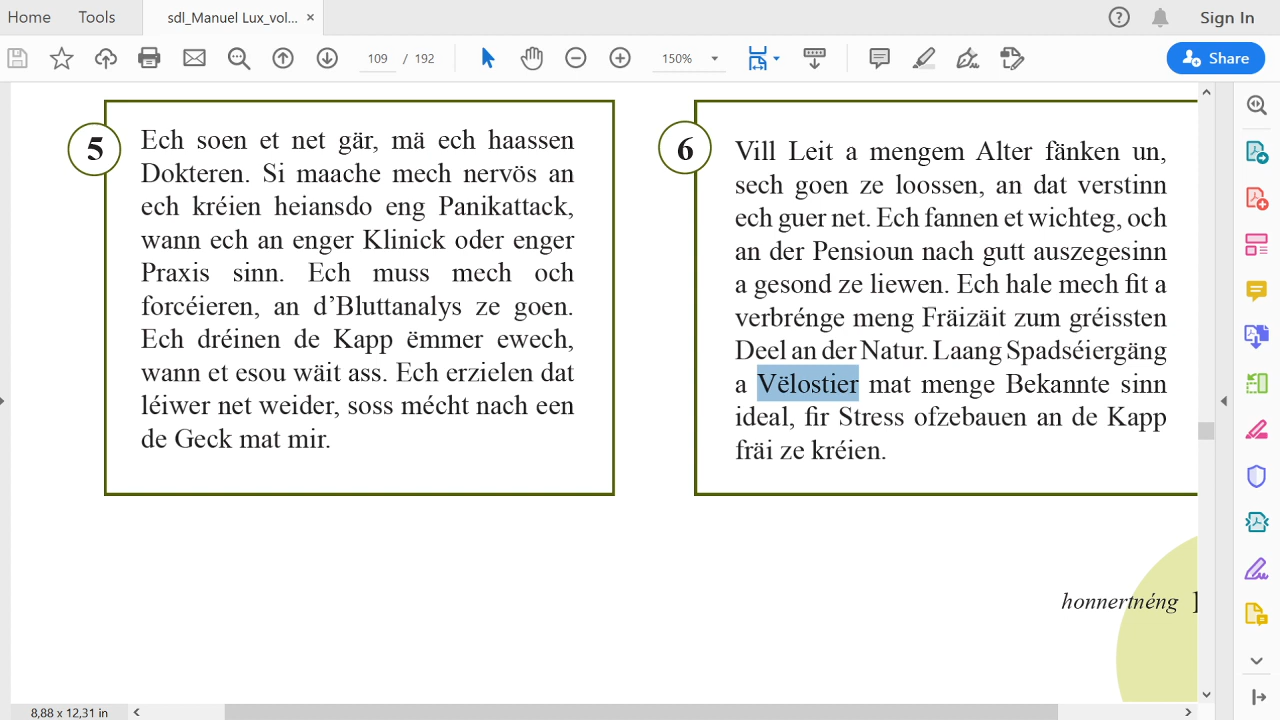 Home Tools sdl_Manuel Lux_vol... × Sign In
109 / 192 150% Share
5
Ech soen et net gär, mä ech haassen
Dokteren. Si maache mech nervös an
ech kréien heiansdo eng Panikattack,
wann ech an enger Klinick oder enger
Praxis sinn. Ech muss mech och
forcéieren, an d’Bluttanalys ze goen.
Ech dréinen de Kapp ëmmer ewech,
wann et esou wäit ass. Ech erzielen dat
léiwer net weider, soss mécht nach een
de Geck mat mir.
6
Vill Leit a mengem Alter fänken un,
sech goen ze loossen, an dat verstinn
ech guer net. Ech fannen et wichteg, och
an der Pensioun nach gutt auszegesinn
a gesond ze liewen. Ech hale mech fit a
verbrénge meng Fräizäit zum gréissten
Deel an der Natur. Laang Spadséiergäng
a Vëlostier mat menge Bekannte sinn
ideal, fir Stress ofzebauen an de Kapp
fräi ze kréien.
honnertnéng
8,88 x 12,31 in